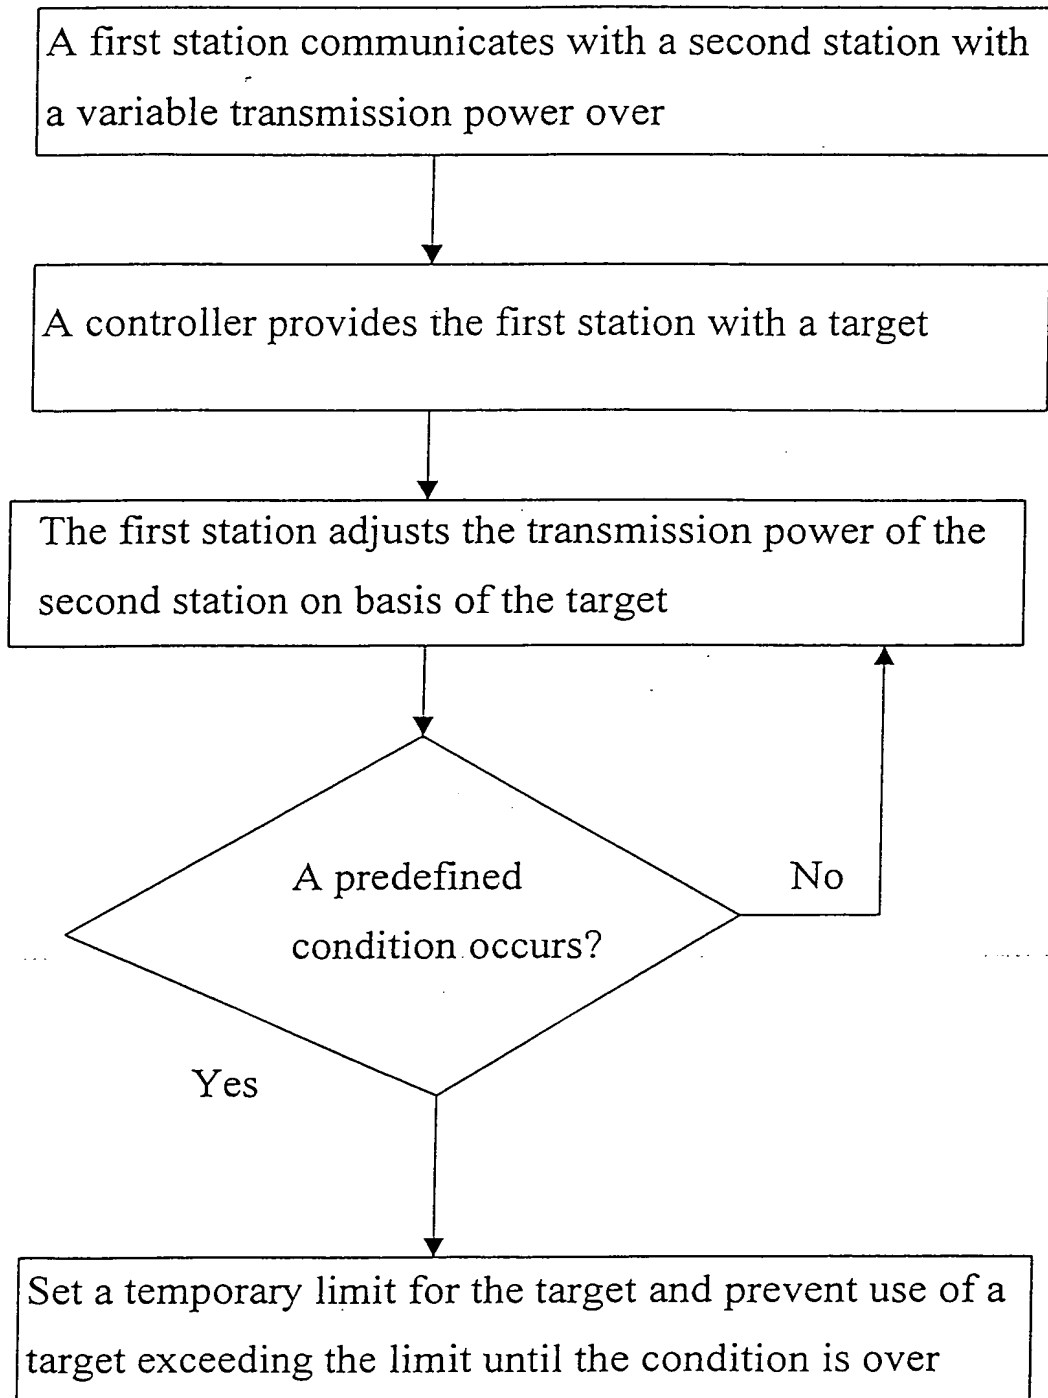 A first station communicates with a second station with
a variable transmission power over
A controller provides the first station with a target
The first station adjusts the transmission power of the
second station on basis of the target
A predefined
condition occurs?
No
Yes
Set a temporary limit for the target and prevent use of a
target exceeding the limit until the condition is over